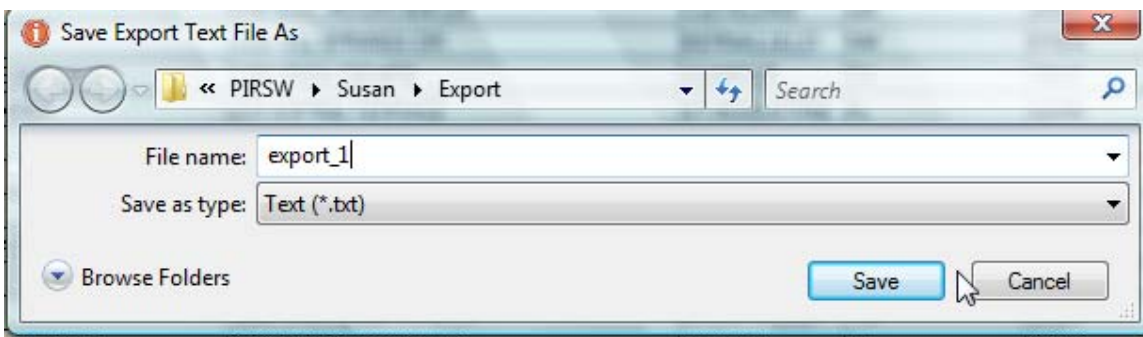 Save Export Text File As
« PIRSW Susan Export
Search
File name: export_1
Save as type: Text (*.txt)
Browse Folders
Save
Cancel